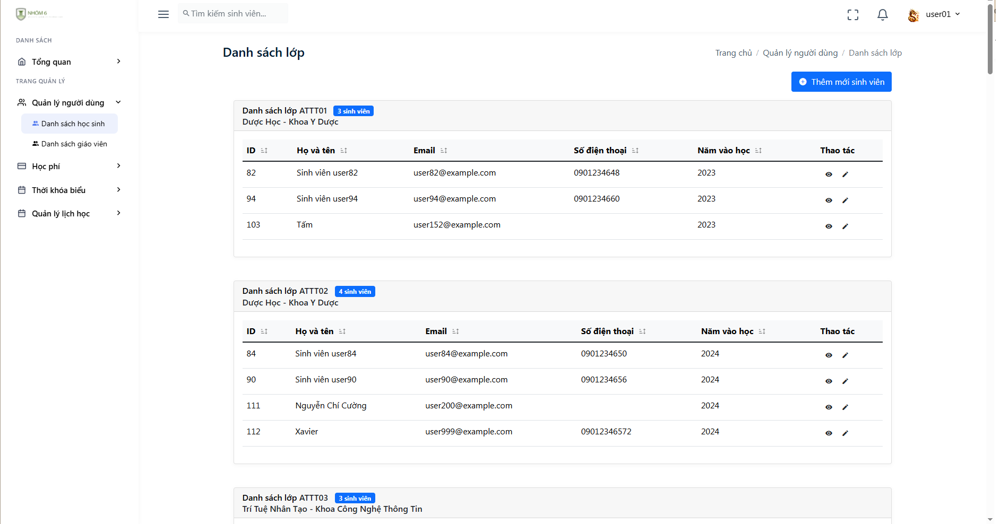 NHÓM 6
Tìm kiếm sinh viên...
user01
DANH SÁCH
Tổng quan
TRANG QUẢN LÝ
Quản lý người dùng
Danh sách học sinh
Danh sách giáo viên
Học phí
Thời khóa biểu
Quản lý lịch học
Danh sách lớp
Trang chủ / Quản lý người dùng / Danh sách lớp
Thêm mới sinh viên
Danh sách lớp ATTT01 3 sinh viên
Dược Học - Khoa Y Dược
ID Họ và tên Email Số điện thoại Năm vào học Thao tác
82 Sinh viên user82 user82@example.com 0901234648 2023
94 Sinh viên user94 user94@example.com 0901234660 2023
103 Tấm user152@example.com 2023
Danh sách lớp ATTT02 4 sinh viên
Dược Học - Khoa Y Dược
ID Họ và tên Email Số điện thoại Năm vào học Thao tác
84 Sinh viên user84 user84@example.com 0901234650 2024
90 Sinh viên user90 user90@example.com 0901234656 2024
111 Nguyễn Chí Cường user200@example.com 2024
112 Xavier user999@example.com 09012346572 2024
Danh sách lớp ATTT03 3 sinh viên
Trí Tuệ Nhân Tạo - Khoa Công Nghệ Thông Tin